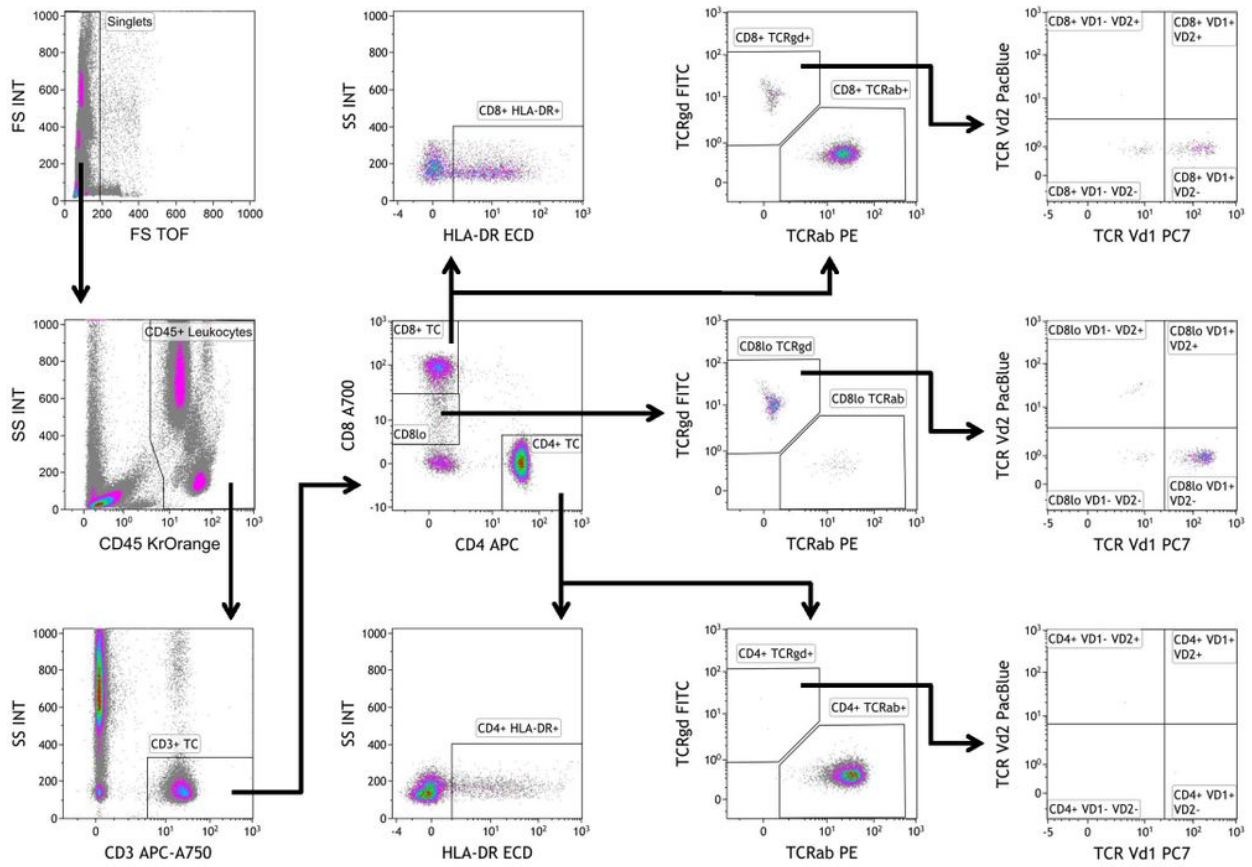 Singlets
FS INT
1000
800
600
400
200
0
0
200
400
600
800
1000
FS TOF
SS INT
1000
800
600
400
200
0
CD8+ HLA-DR+
-4
0
10¹
10²
10³
HLA-DR ECD
TCRgd FITC
10³
10²
10¹
10⁰
0
CD8+ TCRgd+
CD8+ TCRab+
0
10¹
10²
10³
TCRab PE
TCR Vd2 PacBlue
10³
10²
10¹
10⁰
0
CD8+ VD1- VD2+
CD8+ VD1+
VD2+
CD8+ VD1- VD2-
CD8+ VD1+
VD2-
-5
0
10¹
10²
10³
TCR Vd1 PC7
SS INT
1000
800
600
400
200
0
CD45+ Leukocytes
0
10⁰
10¹
10²
10³
CD45 KrOrange
CD8 A700
10³
10²
10
0
-10
CD8+ TC
CD8lo
CD4+ TC
0
10¹
10²
10³
CD4 APC
TCRgd FITC
10³
10²
10¹
10⁰
0
CD8lo TCRgd
CD8lo TCRab
0
10¹
10²
10³
TCRab PE
TCR Vd2 PacBlue
10³
10²
10¹
10⁰
0
CD8lo VD1- VD2+
CD8lo VD1+
VD2+
CD8lo VD1- VD2-
CD8lo VD1+
VD2-
-5
0
10¹
10²
10³
TCR Vd1 PC7
SS INT
1000
800
600
400
200
0
CD3+ TC
0
10¹
10²
10³
CD3 APC-A750
SS INT
1000
800
600
400
200
0
CD4+ HLA-DR+
-4
0
10¹
10²
10³
HLA-DR ECD
TCRgd FITC
10³
10²
10¹
10⁰
0
CD4+ TCRgd+
CD4+ TCRab+
0
10¹
10²
10³
TCRab PE
TCR Vd2 PacBlue
10³
10²
10¹
10⁰
0
CD4+ VD1- VD2+
CD4+ VD1+
VD2+
CD4+ VD1- VD2-
CD4+ VD1+
VD2-
-5
0
10¹
10²
10³
TCR Vd1 PC7